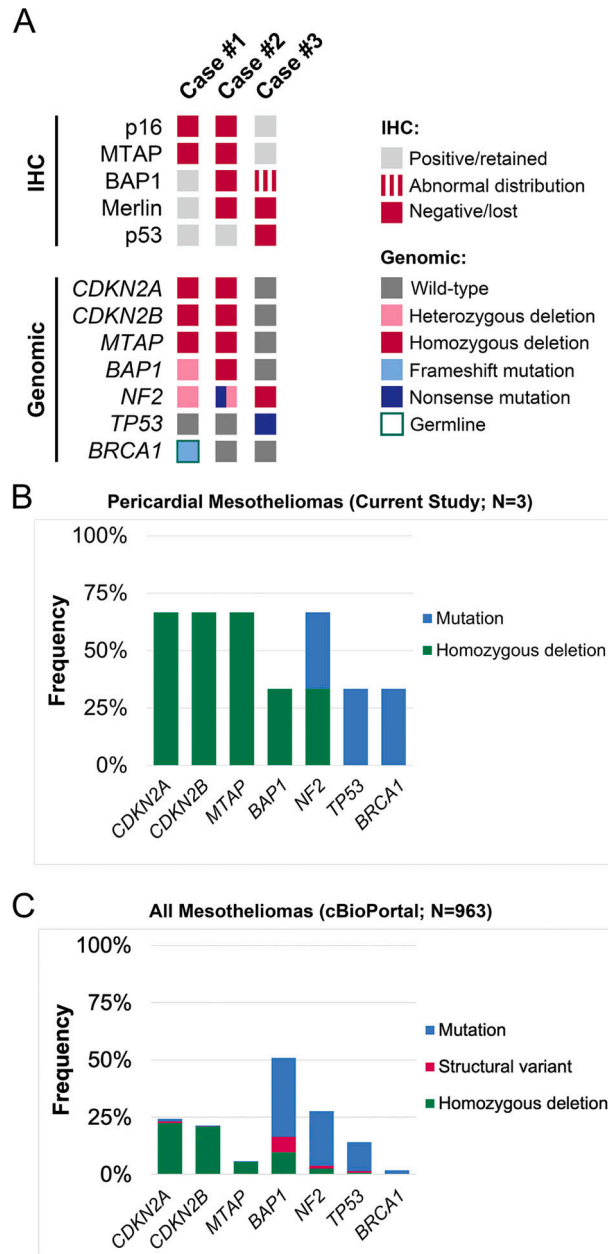 A
Case #1
Case #2
Case #3
IHC
p16
MTAP
BAP1
Merlin
p53
IHC:
Positive/retained
Abnormal distribution
Negative/lost
Genomic
CDKN2A
CDKN2B
MTAP
BAP1
NF2
TP53
BRCA1
Genomic:
Wild-type
Heterozygous deletion
Homozygous deletion
Frameshift mutation
Nonsense mutation
Germline
B
Pericardial Mesotheliomas (Current Study; N=3)
Frequency
100%
75%
50%
25%
0%
CDKN2A
CDKN2B
MTAP
BAP1
NF2
TP53
BRCA1
Mutation
Homozygous deletion
C
All Mesotheliomas (cBioPortal; N=963)
Frequency
100%
75%
50%
25%
0%
CDKN2A
CDKN2B
MTAP
BAP1
NF2
TP53
BRCA1
Mutation
Structural variant
Homozygous deletion